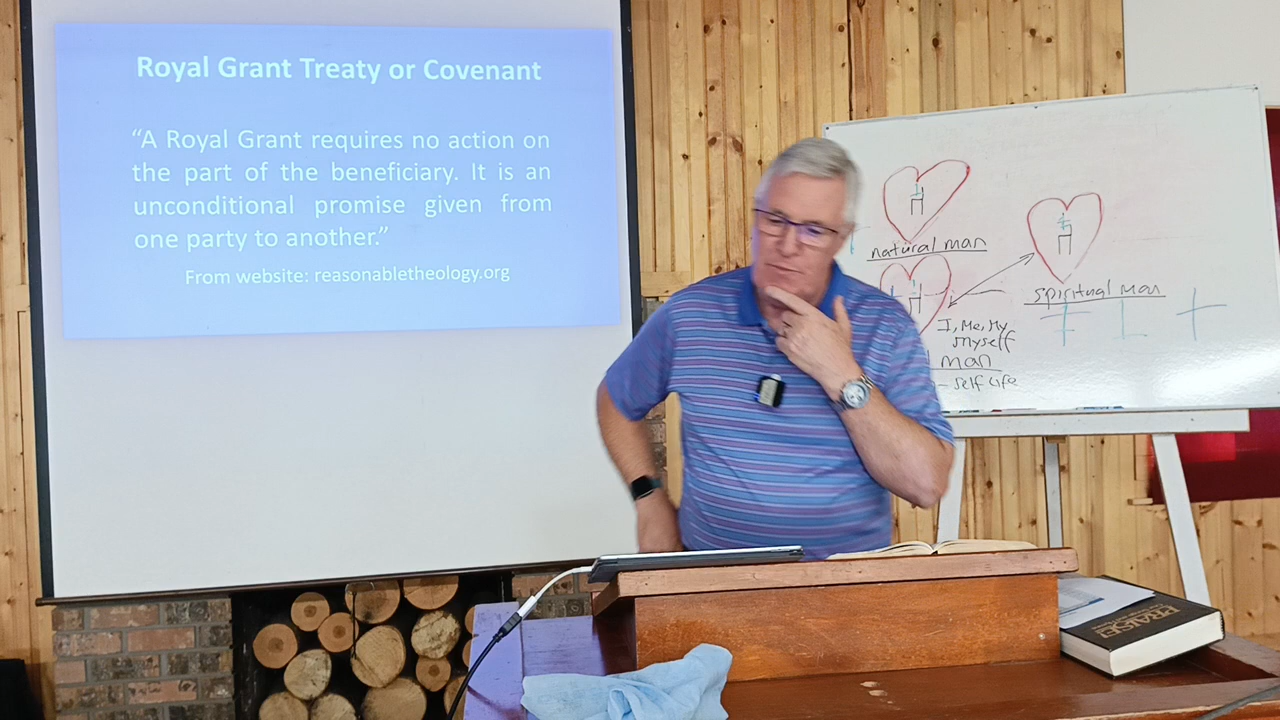 Royal Grant Treaty or Covenant
“A Royal Grant requires no action on
the part of the beneficiary. It is an
unconditional promise given from
one party to another.”
From website: reasonabletheology.org
natural man
spiritual man
I, Me, My
myself
man
- self life
PRAISE!